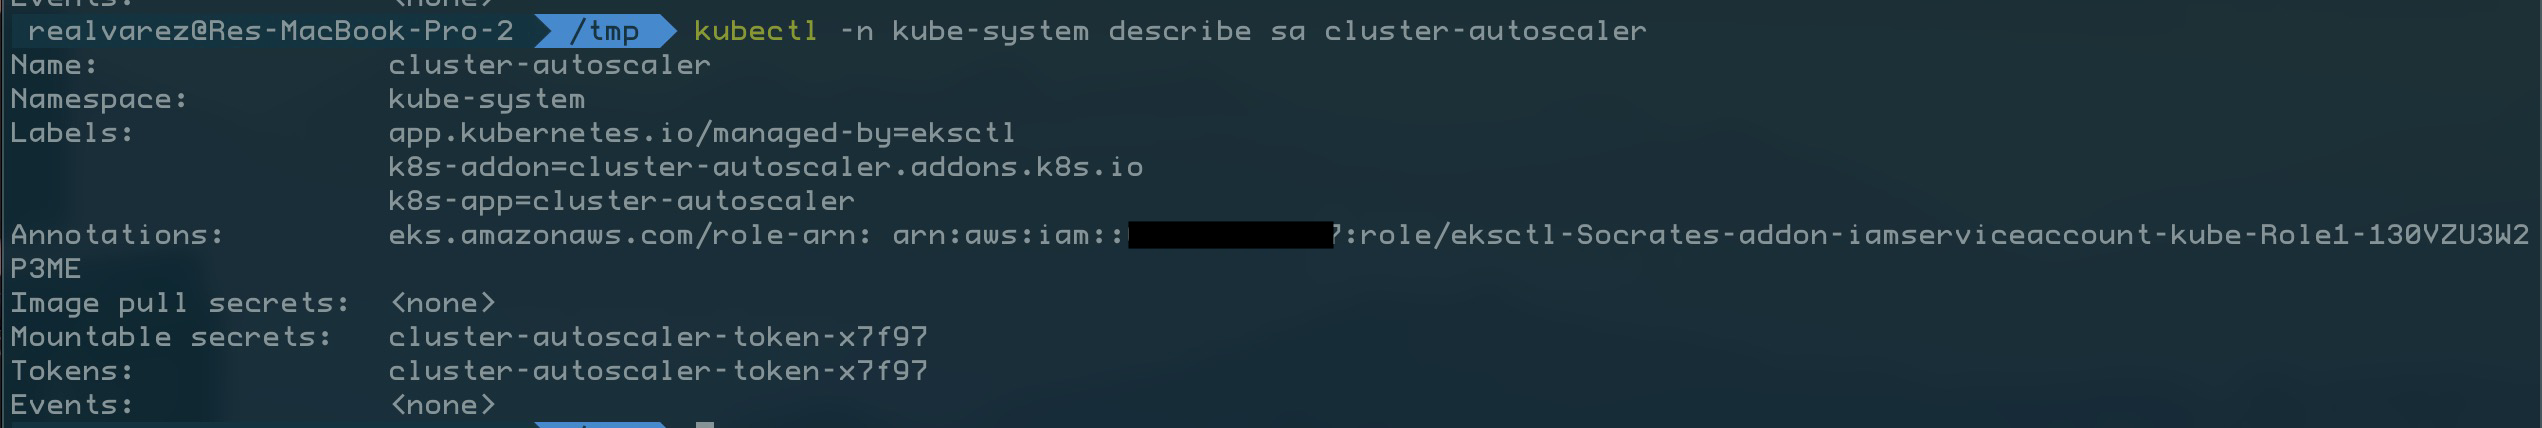 Events: <none>
realvarez@Res-MacBook-Pro-2 /tmp kubectl -n kube-system describe sa cluster-autoscaler
Name: cluster-autoscaler
Namespace: kube-system
Labels: app.kubernetes.io/managed-by=eksctl
k8s-addon=cluster-autoscaler.addons.k8s.io
k8s-app=cluster-autoscaler
Annotations: eks.amazonaws.com/role-arn: arn:aws:iam:: 7:role/eksctl-Socrates-addon-iamserviceaccount-kube-Role1-130VZU3W2
P3ME
Image pull secrets: <none>
Mountable secrets: cluster-autoscaler-token-x7f97
Tokens: cluster-autoscaler-token-x7f97
Events: <none>